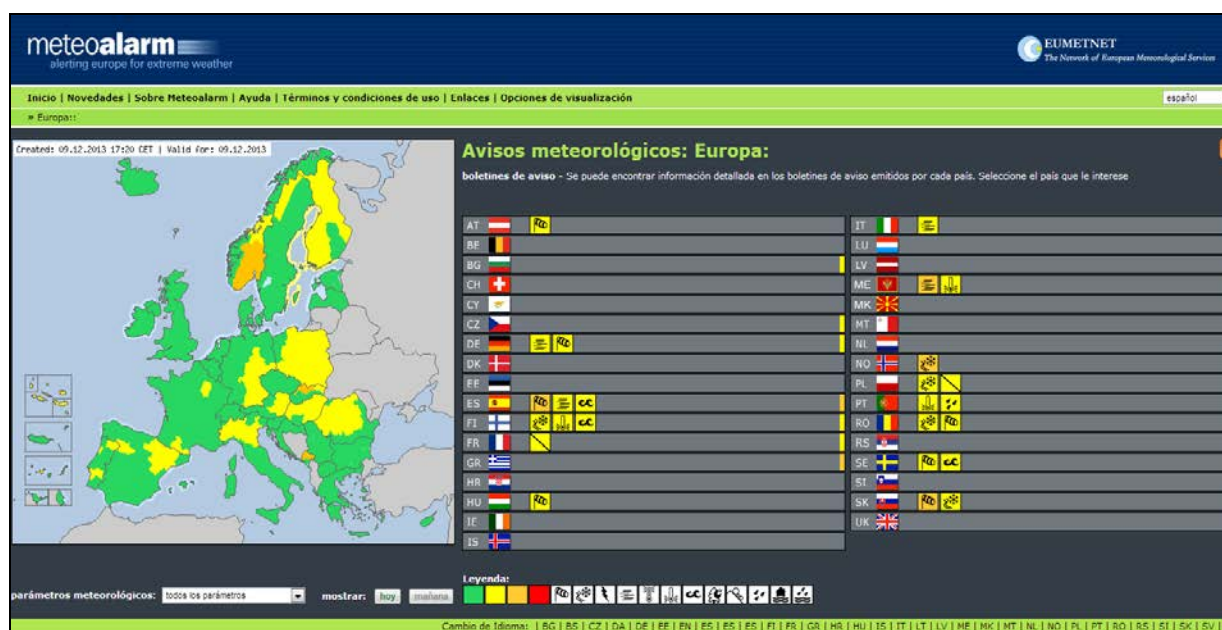 meteoalarm
alerting europe for extreme weather
EUMETNET
The Network of European Meteorological Services
Inicio | Novedades | Sobre Meteoalarm | Ayuda | Términos y condiciones de uso | Enlaces | Opciones de visualización
español
» Europa::
Created: 09.12.2013 17:20 CET | Valid for: 09.12.2013
Avisos meteorológicos: Europa:
boletines de aviso - Se puede encontrar información detallada en los boletines de aviso emitidos por cada país. Seleccione el país que le interese
AT
BE
BG
CH
CY
CZ
DE
DK
EE
ES
FI
FR
GR
HR
HU
IE
IS
IT
LU
LV
ME
MK
MT
NL
NO
PL
PT
RO
RS
SE
SI
SK
UK
Leyenda:
parámetros meteorológicos: todos los parámetros mostrar: hoy mañana
Cambio de Idioma: | BG | BS | CZ | DA | DE | EE | EN | ES | ES | ES | FI | FR | GR | HR | HU | IS | IT | LT | LV | ME | MK | MT | NL | NO | PL | PT | RO | RS | SI | SK | SV |